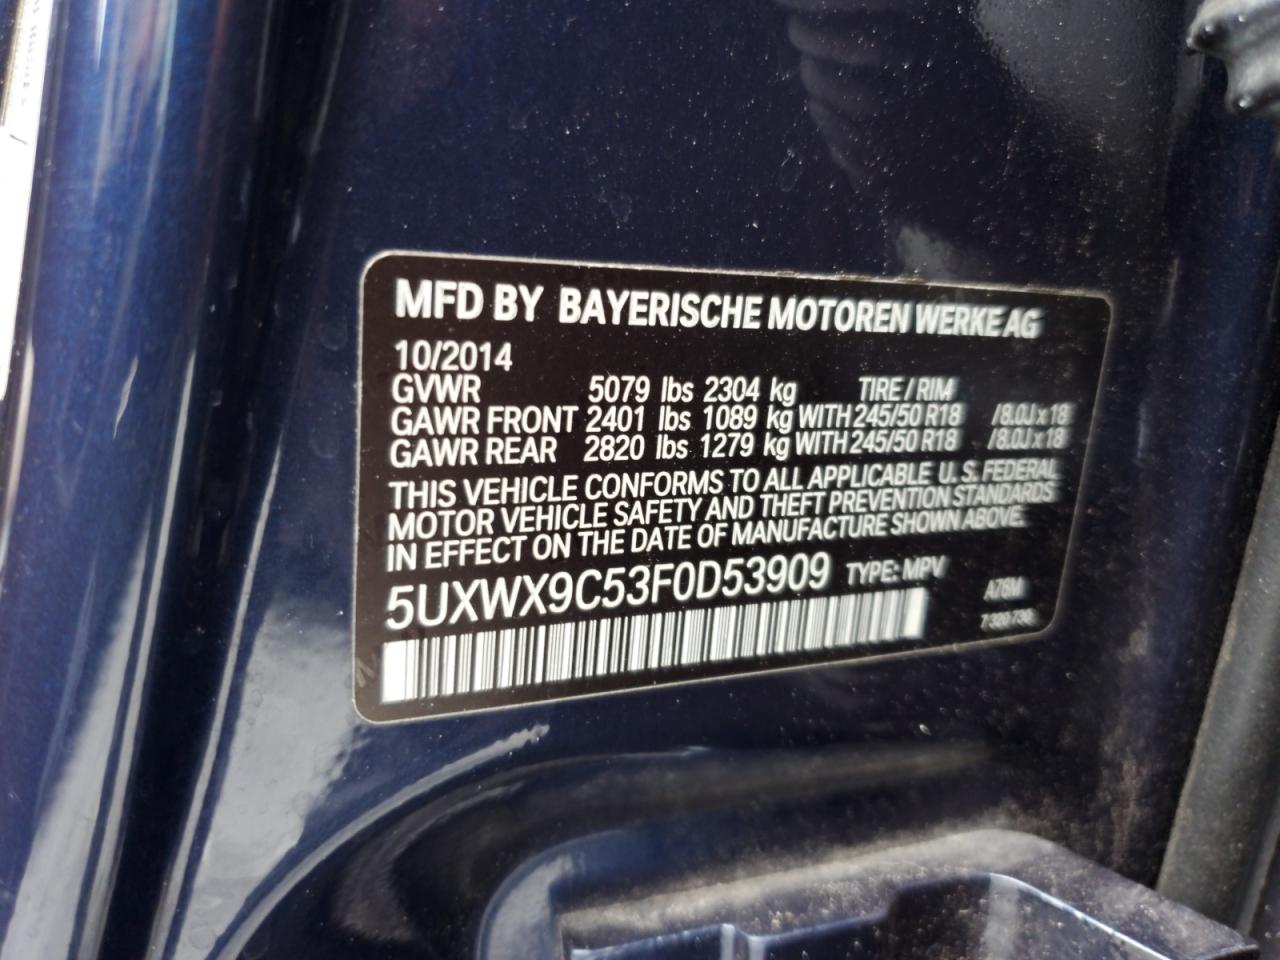 MFD BY BAYERISCHE MOTOREN WERKE AG
10/2014
GVWR 5079 lbs 2304 kg TIRE / RIM
GAWR FRONT 2401 lbs 1089 kg WITH 245/50 R18 /8.0J x 18
GAWR REAR 2820 lbs 1279 kg WITH 245/50 R18 /8.0J x 18
THIS VEHICLE CONFORMS TO ALL APPLICABLE U.S. FEDERAL
MOTOR VEHICLE SAFETY AND THEFT PREVENTION STANDARDS
IN EFFECT ON THE DATE OF MANUFACTURE SHOWN ABOVE.
5UXWX9C53F0D53909 TYPE: MPV